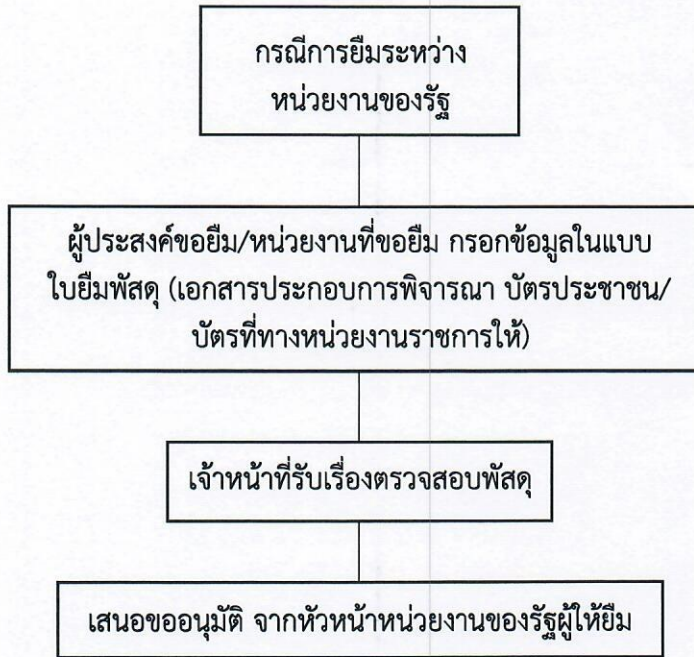 กรณีการยืมระหว่าง
หน่วยงานของรัฐ
ผู้ประสงค์ขอยืม/หน่วยงานที่ขอยืม กรอกข้อมูลในแบบ
ใบยืมพัสดุ (เอกสารประกอบการพิจารณา บัตรประชาชน/
บัตรที่ทางหน่วยงานราชการให้)
เจ้าหน้าที่รับเรื่องตรวจสอบพัสดุ
เสนอขออนุมัติ จากหัวหน้าหน่วยงานของรัฐผู้ให้ยืม